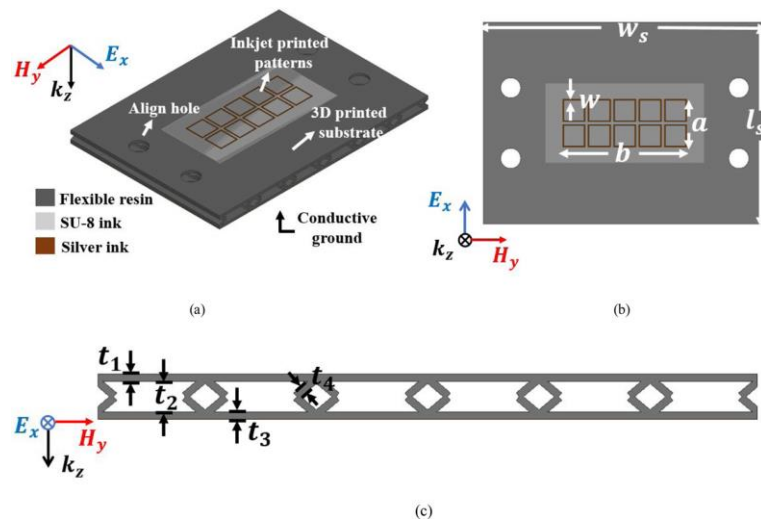 (a)
Inkjet printed
patterns
E_x
H_y
k_z
Align hole
3D printed
substrate
Flexible resin
SU-8 ink
Silver ink
Conductive
ground
(a)
(b)
w_s
w
a
l_s
b
E_x
k_z
H_y
(b)
t_1
t_2
t_4
t_3
E_x
H_y
k_z
(c)